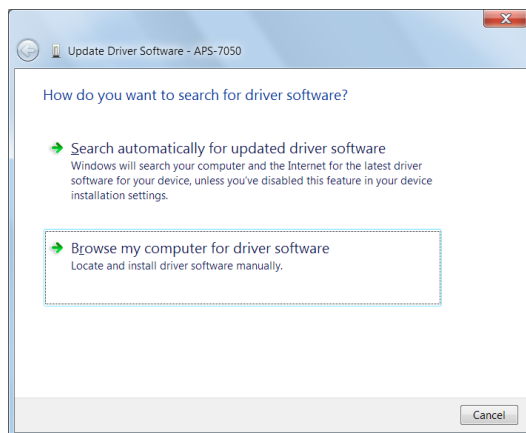 Update Driver Software - APS-7050
How do you want to search for driver software?
Search automatically for updated driver software
Windows will search your computer and the Internet for the latest driver
software for your device, unless you've disabled this feature in your device
installation settings.
Browse my computer for driver software
Locate and install driver software manually.
Cancel